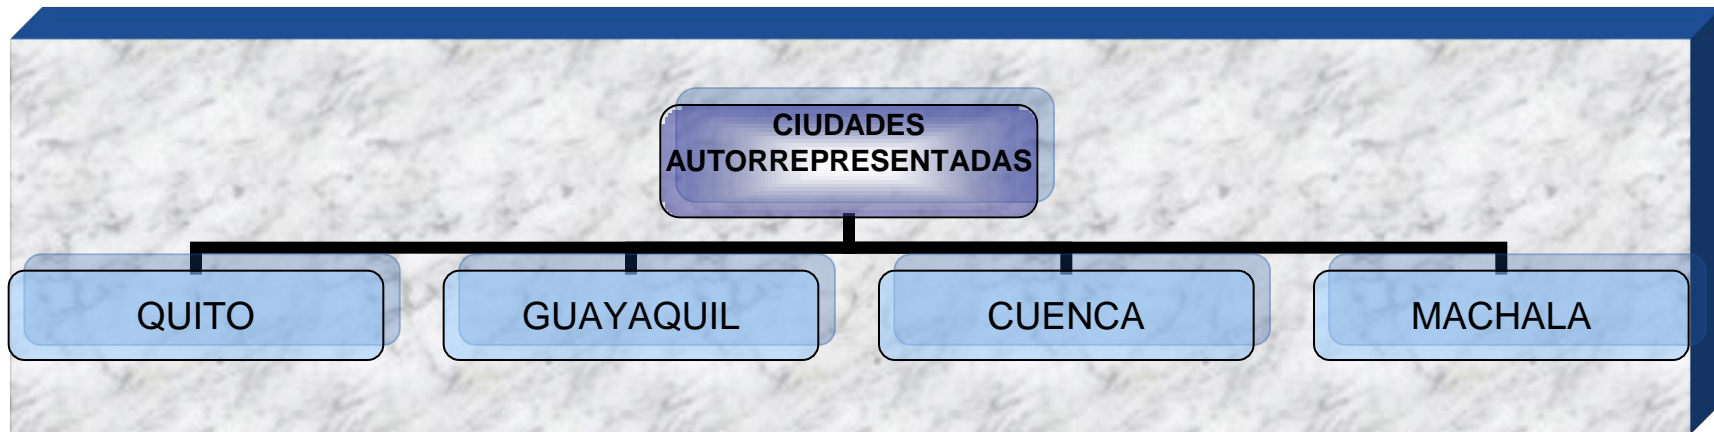 CIUDADES
AUTORREPRESENTADAS
QUITO
GUAYAQUIL
CUENCA
MACHALA